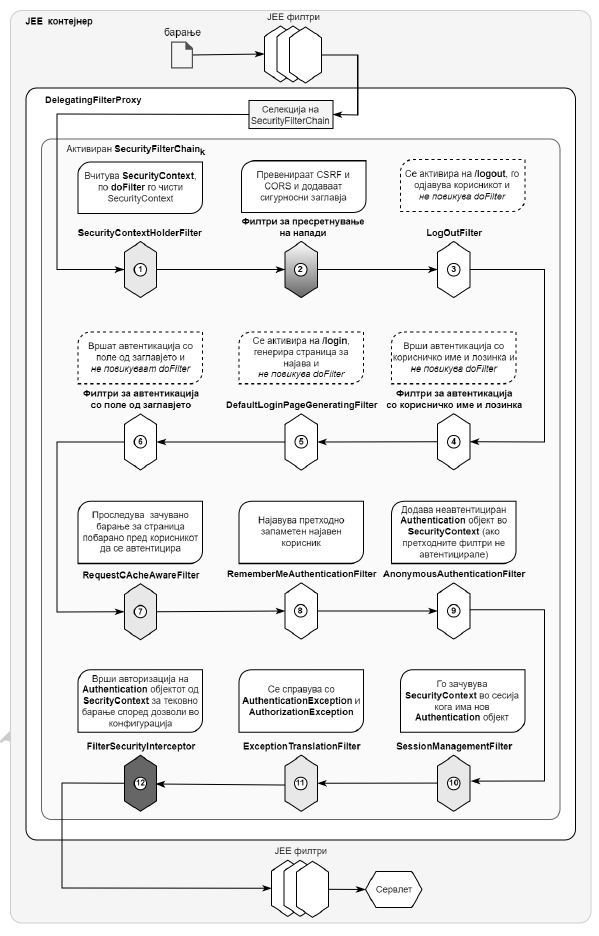 JEE контејнер
JEE филтри
барање
DelegatingFilterProxy
Селекција на
SecurityFilterChain
Активиран SecurityFilterChain k
Вчитува SecurityContext,
по doFilter го чисти
SecurityContext
Превенираат CSRF и
CORS и додаваат
сигурносни заглавја
Се активира на /logout, го
одјавува корисникот и
не повикува doFilter
SecurityContextHolderFilter
Филтри за пресретнување
на напади
LogOutFilter
1
2
3
Вршат автентикација со
поле од заглавјето и
не повикуваат doFilter
Се активира на /login,
генерира страница за
најава и
не повикува doFilter
Врши автентикација со
корисничко име и лозинка и
не повикува doFilter
Филтри за автентикација
со поле од заглавјето
DefaultLoginPageGeneratingFilter
Филтри за автентикација
со корисничко име и лозинка
6
5
4
Проследува зачувано
барање за страница
побарано пред корисникот
да се автентицира
Најавува претходно
запаметен најавен
корисник
Додава неавтентициран
Authentication објект во
SecurityContext (ако
претходните филтри не
автентицирале)
RequestCAcheAwareFilter
RememberMeAuthenticationFilter
AnonymousAuthenticationFilter
7
8
9
Врши авторизација на
Authentication објектот од
SecrityContext за тековно
барање според дозволи во
конфигурација
Се справува со
AuthenticationException и
AuthorizationException
Го зачувува
SecurityContext во сесија
кога има нов
Authentication објект
FilterSecurityInterceptor
ExceptionTranslationFilter
SessionManagementFilter
12
11
10
JEE филтри
Сервлет